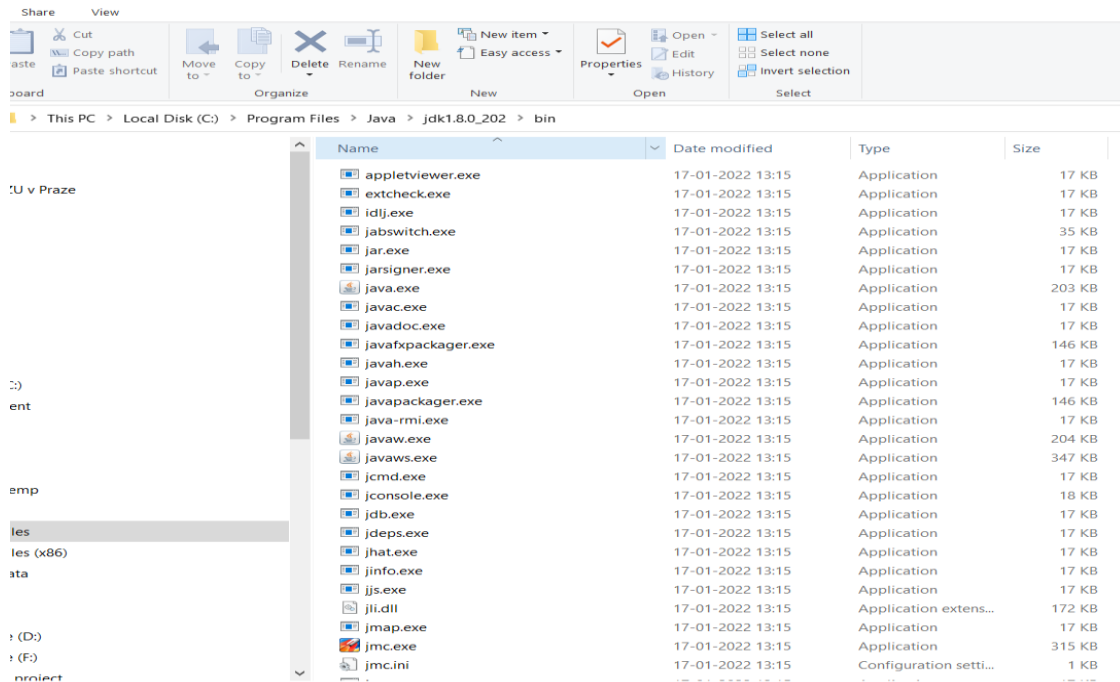 Share View
Cut
Copy path
Paste shortcut
aste
Move to
Copy to
Delete
Rename
New folder
New item
Easy access
Properties
Open
Edit
History
Select all
Select none
Invert selection
oard Organize New Open Select
> This PC > Local Disk (C:) > Program Files > Java > jdk1.8.0_202 > bin
ZU v Praze
C:)
ent
emp
les
les (x86)
ata
e (D:)
e (F:)
project
Name Date modified Type Size
appletviewer.exe 17-01-2022 13:15 Application 17 KB
extcheck.exe 17-01-2022 13:15 Application 17 KB
idlj.exe 17-01-2022 13:15 Application 17 KB
jabswitch.exe 17-01-2022 13:15 Application 35 KB
jar.exe 17-01-2022 13:15 Application 17 KB
jarsigner.exe 17-01-2022 13:15 Application 17 KB
java.exe 17-01-2022 13:15 Application 203 KB
javac.exe 17-01-2022 13:15 Application 17 KB
javadoc.exe 17-01-2022 13:15 Application 17 KB
javafxpackager.exe 17-01-2022 13:15 Application 146 KB
javah.exe 17-01-2022 13:15 Application 17 KB
javap.exe 17-01-2022 13:15 Application 17 KB
javapackager.exe 17-01-2022 13:15 Application 146 KB
java-rmi.exe 17-01-2022 13:15 Application 17 KB
javaw.exe 17-01-2022 13:15 Application 204 KB
javaws.exe 17-01-2022 13:15 Application 347 KB
jcmd.exe 17-01-2022 13:15 Application 17 KB
jconsole.exe 17-01-2022 13:15 Application 18 KB
jdb.exe 17-01-2022 13:15 Application 17 KB
jdeps.exe 17-01-2022 13:15 Application 17 KB
jhat.exe 17-01-2022 13:15 Application 17 KB
jinfo.exe 17-01-2022 13:15 Application 17 KB
jjs.exe 17-01-2022 13:15 Application 17 KB
jli.dll 17-01-2022 13:15 Application extens... 172 KB
jmap.exe 17-01-2022 13:15 Application 17 KB
jmc.exe 17-01-2022 13:15 Application 315 KB
jmc.ini 17-01-2022 13:15 Configuration setti... 1 KB